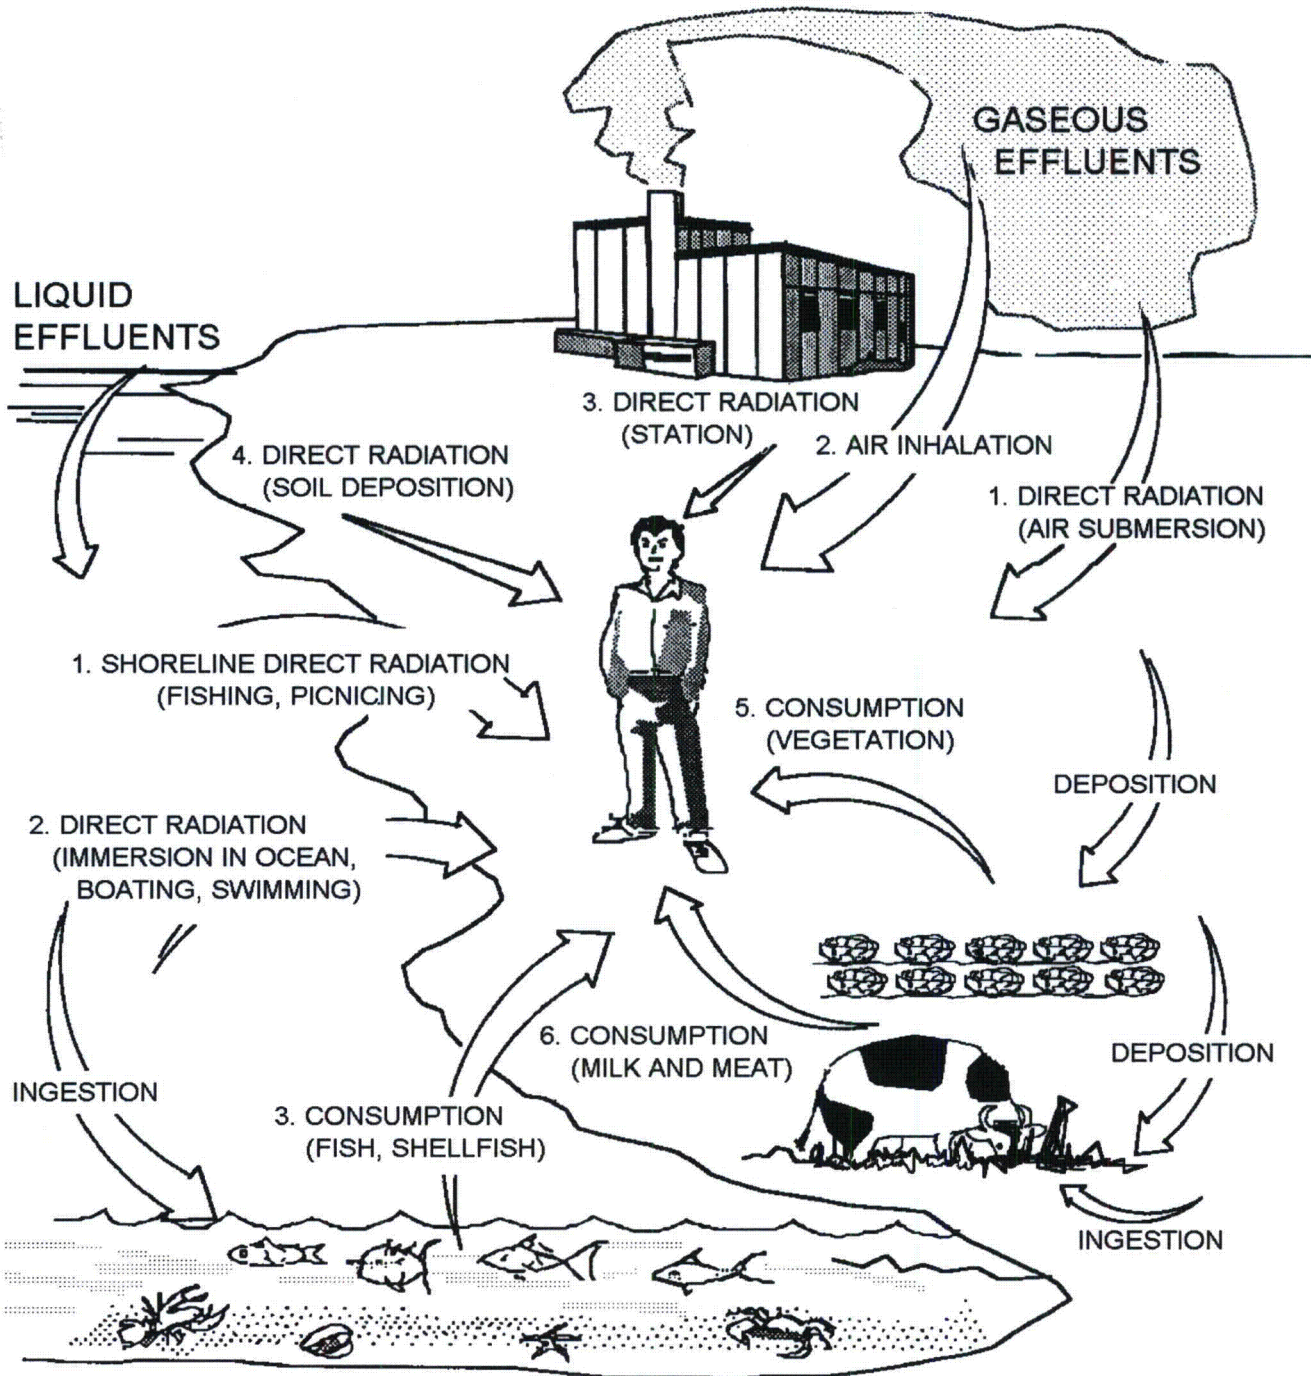 GASEOUS
EFFLUENTS
LIQUID
EFFLUENTS
3. DIRECT RADIATION
(STATION)
2. AIR INHALATION
4. DIRECT RADIATION
(SOIL DEPOSITION)
1. DIRECT RADIATION
(AIR SUBMERSION)
1. SHORELINE DIRECT RADIATION
(FISHING, PICNICING)
5. CONSUMPTION
(VEGETATION)
DEPOSITION
2. DIRECT RADIATION
(IMMERSION IN OCEAN,
BOATING, SWIMMING)
6. CONSUMPTION
(MILK AND MEAT)
DEPOSITION
INGESTION
3. CONSUMPTION
(FISH, SHELLFISH)
INGESTION